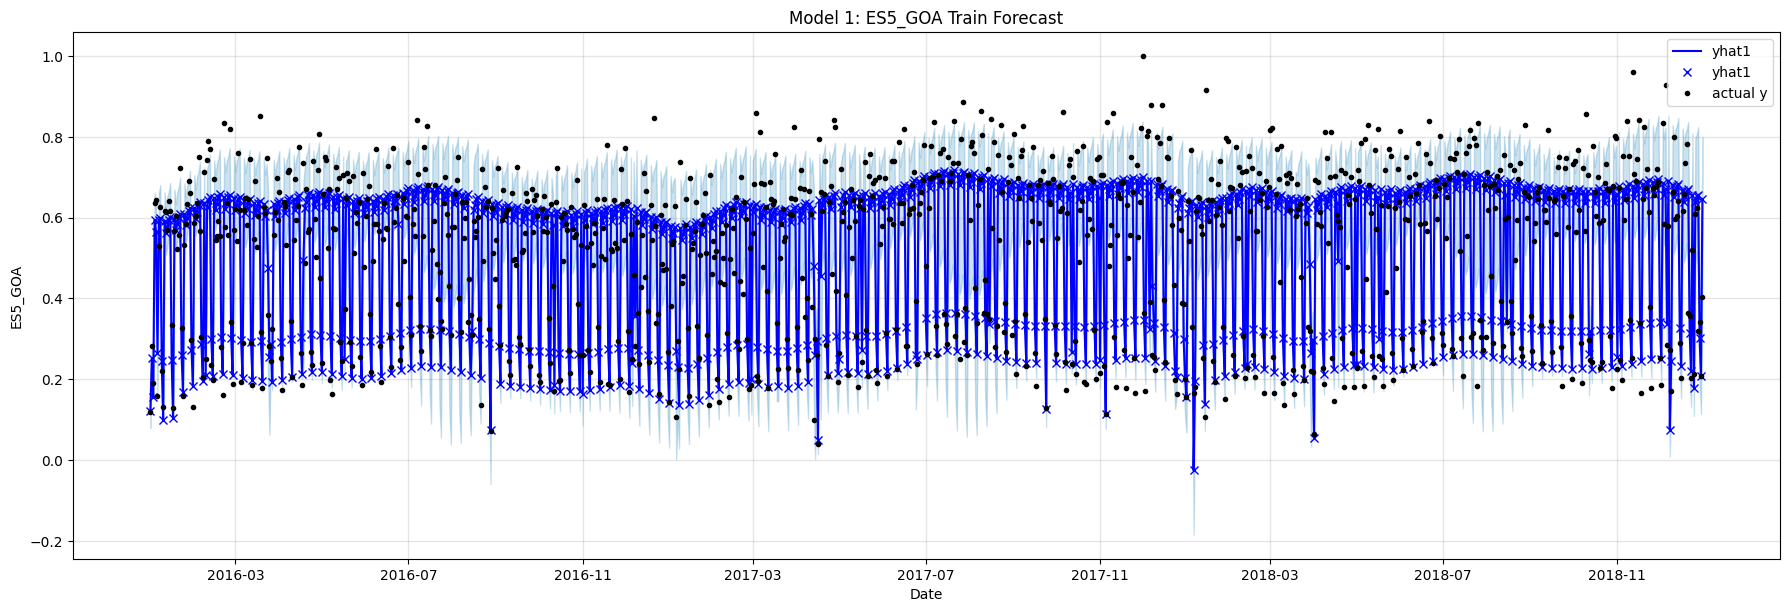 Model 1: ES5_GOA Train Forecast
yhat1
yhat1
actual y
1.0
0.8
0.6
0.4
0.2
0.0
−0.2
ES5_GOA
2016-03
2016-07
2016-11
2017-03
2017-07
2017-11
2018-03
2018-07
2018-11
Date